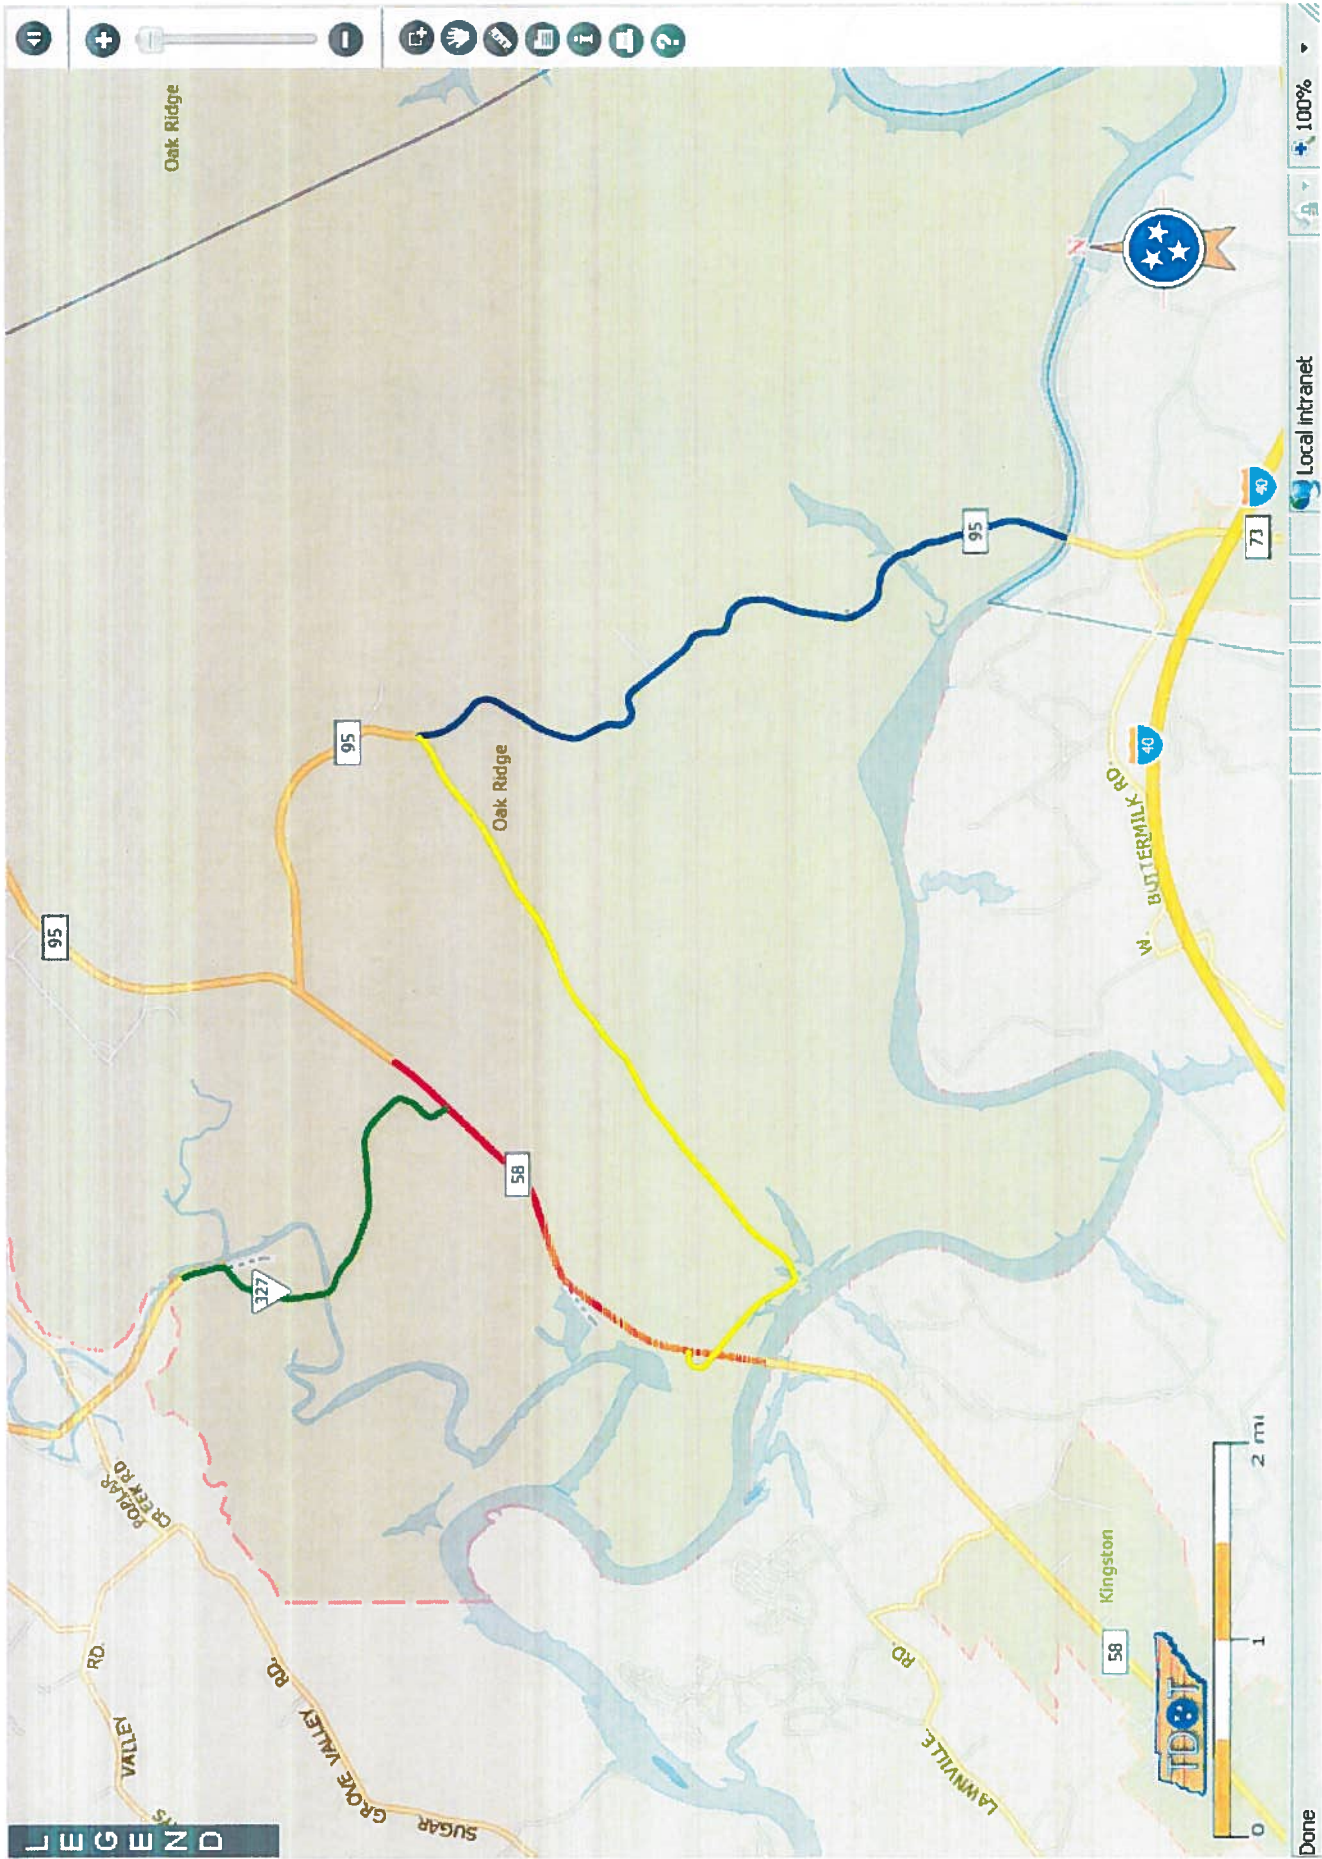 LEGEND
VALLEY
RD.
POPLAR
CREEK RD
SUGAR
GROVE VALLEY
RD.
327
95
95
Oak Ridge
58
Oak Ridge
95
LAWNVILLE
RD.
58
Kingston
W. BUTTERMILK RD.
40
73
40
N
TDOT
0
1
2 mi
Done
Local intranet
100%